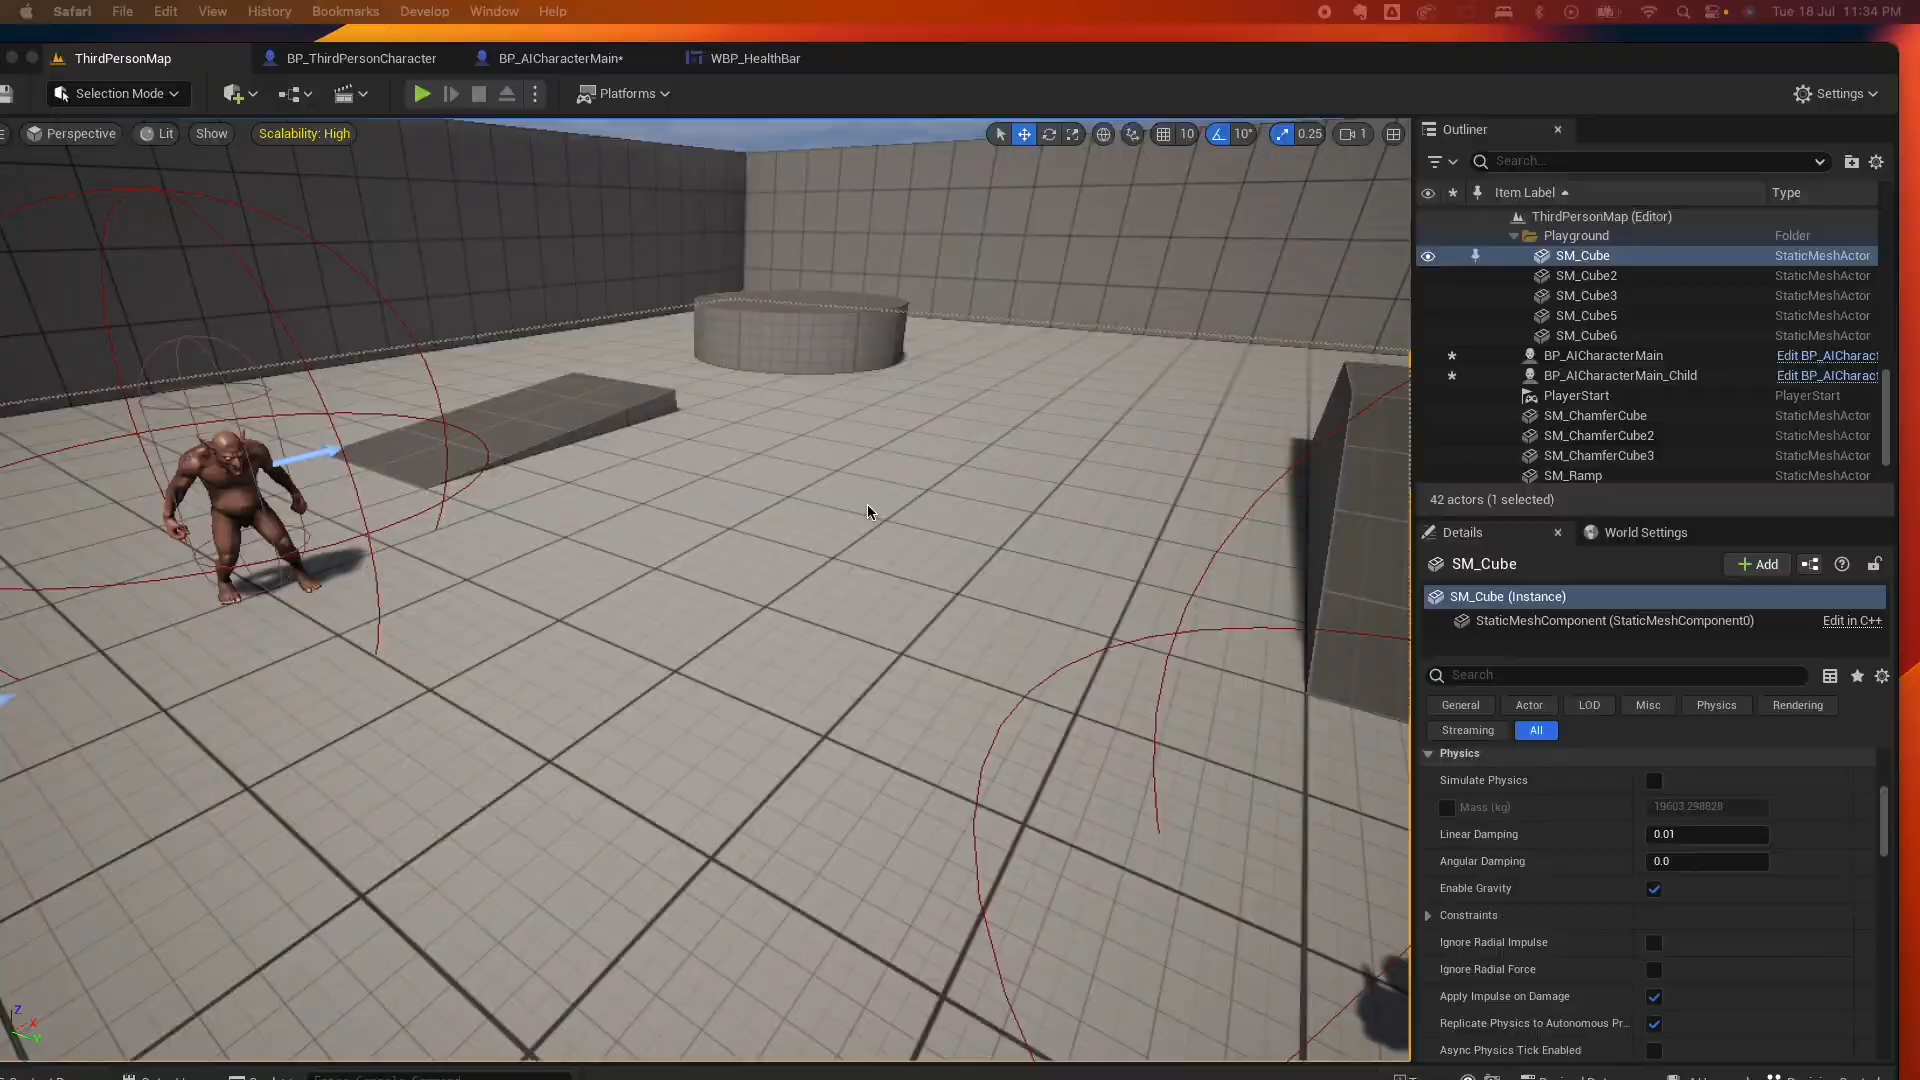 Safari File Edit View History Bookmarks Develop Window Help Tue 18 Jul 11:34 PM
ThirdPersonMap BP_ThirdPersonCharacter BP_AICharacterMain* WBP_HealthBar
Selection Mode Platforms Settings
Perspective Lit Show Scalability: High 10 10° 0.25 1
Outliner
Search...
Item Label Type
ThirdPersonMap (Editor)
Playground Folder
SM_Cube StaticMeshActor
SM_Cube2 StaticMeshActor
SM_Cube3 StaticMeshActor
SM_Cube5 StaticMeshActor
SM_Cube6 StaticMeshActor
BP_AICharacterMain Edit BP_AICharact
BP_AICharacterMain_Child Edit BP_AICharact
PlayerStart PlayerStart
SM_ChamferCube StaticMeshActor
SM_ChamferCube2 StaticMeshActor
SM_ChamferCube3 StaticMeshActor
SM_Ramp StaticMeshActor
42 actors (1 selected)
Details World Settings
SM_Cube + Add
SM_Cube (Instance)
StaticMeshComponent (StaticMeshComponent0) Edit in C++
Search
General Actor LOD Misc Physics Rendering
Streaming All
Physics
Simulate Physics
Mass (kg) 19603.298828
Linear Damping 0.01
Angular Damping 0.0
Enable Gravity
Constraints
Ignore Radial Impulse
Ignore Radial Force
Apply Impulse on Damage
Replicate Physics to Autonomous Pr...
Async Physics Tick Enabled
Z
X
Y